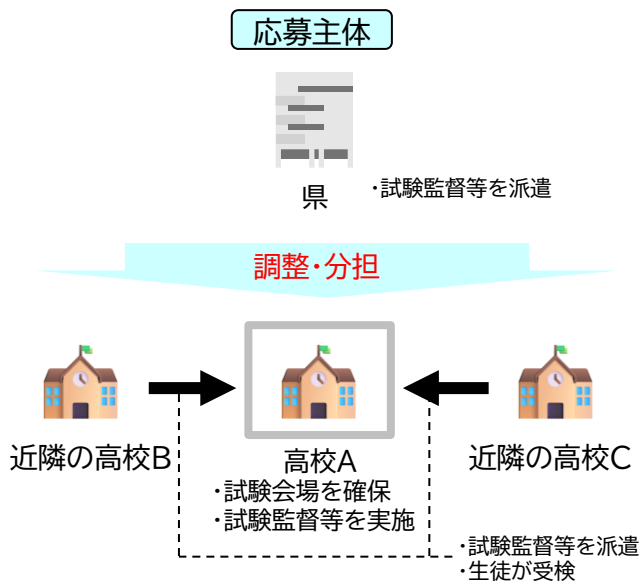 応募主体
県
・試験監督等を派遣
調整・分担
近隣の高校B
高校A
近隣の高校C
・試験会場を確保
・試験監督等を実施
・試験監督等を派遣
・生徒が受検